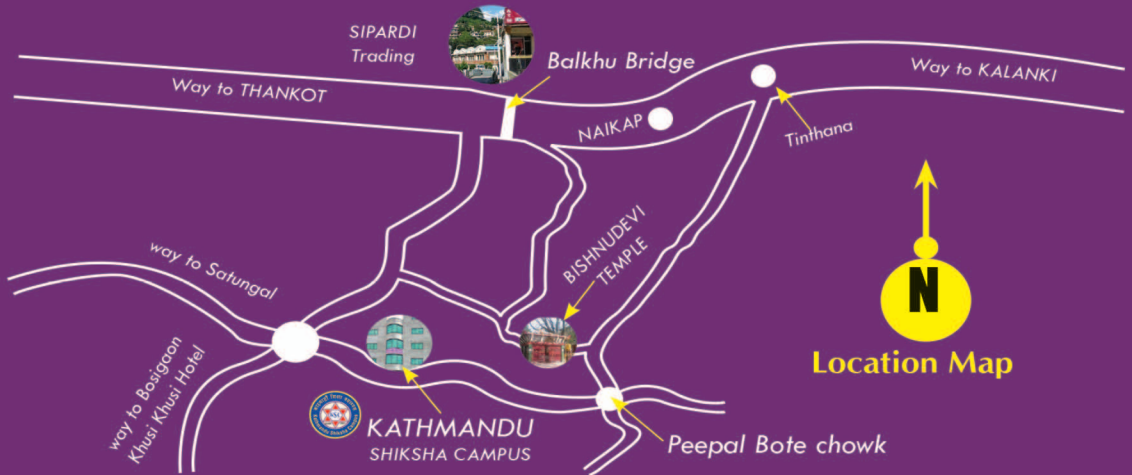 SIPARDI
Trading
Balkhu Bridge
Way to THANKOT
Way to KALANKI
NAIKAP
Tinthana
BISHNUDEVI
TEMPLE
way to Satungal
N
Location Map
way to Bosigaon
Khusi Khusi Hotel
KATHMANDU
SHIKSHA CAMPUS
Peepal Bote chowk